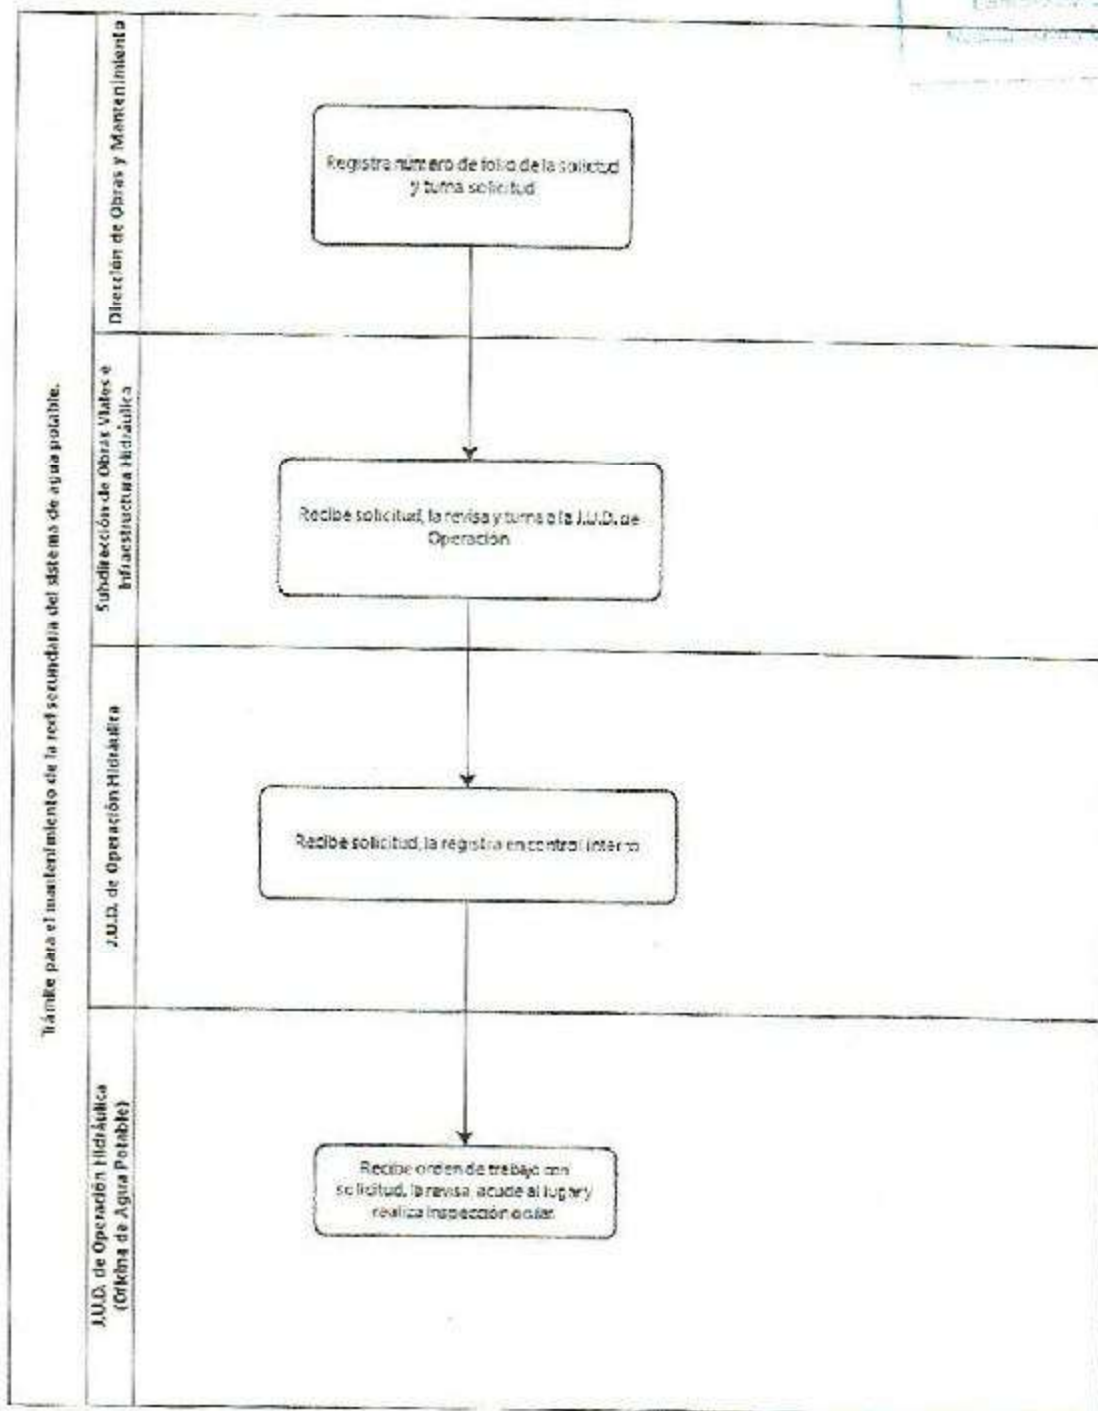 Trámite para el mantenimiento de la red secundaria del sistema de agua potable.
Dirección de Obras y Mantenimiento
Registra número de folio de la solicitud
y turna solicitud
Subdirección de Obras Viales e
Infraestructura Hidráulica
Recibe solicitud, la revisa y turna a la J.U.D. de
Operación
J.U.D. de Operación Hidráulica
Recibe solicitud, la registra en control interno
J.U.D. de Operación Hidráulica
(Oficina de Agua Potable)
Recibe orden de trabajo con
solicitud, la revisa, acude al lugar y
realiza inspección ocular.